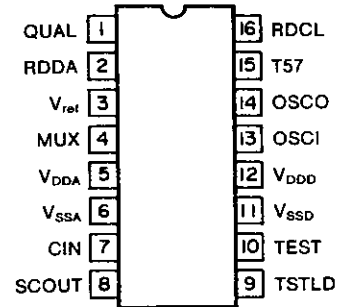 QUAL 1 16 RDCL
RDDA 2 15 T57
Vref 3 14 OSCO
MUX 4 13 OSCI
VDDA 5 12 VDDD
VSSA 6 11 VSSD
CIN 7 10 TEST
SCOUT 8 9 TSTLD